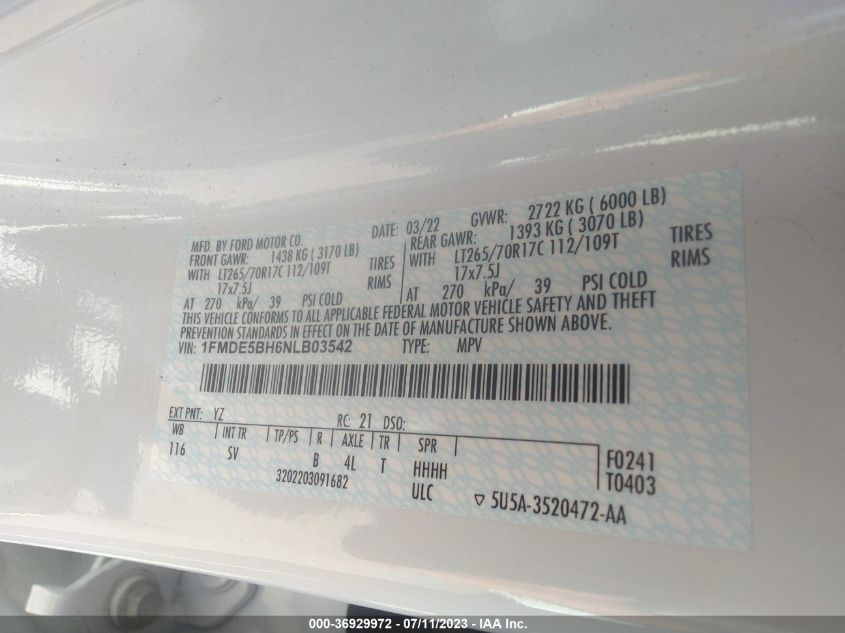 MFD. BY FORD MOTOR CO. DATE: 03/22 GVWR: 2722 KG ( 6000 LB)
FRONT GAWR: 1438 KG ( 3170 LB) REAR GAWR: 1393 KG ( 3070 LB)
WITH LT265/70R17C 112/109T TIRES WITH LT265/70R17C 112/109T TIRES
17x7.5J RIMS 17x7.5J RIMS
AT 270 kPa/ 39 PSI COLD AT 270 kPa/ 39 PSI COLD
THIS VEHICLE CONFORMS TO ALL APPLICABLE FEDERAL MOTOR VEHICLE SAFETY AND THEFT
PREVENTION STANDARDS IN EFFECT ON THE DATE OF MANUFACTURE SHOWN ABOVE.
VIN: 1FMDE5BH6NLB03542 TYPE: MPV
EXT PNT: YZ RC: 21 DSO:
WB INT TR TP/PS R AXLE TR SPR
116 SV B 4L T HHHH F0241
3202203091682 ULC T0403
5U5A-3520472-AA
000-36929972 - 07/11/2023 - IAA Inc.